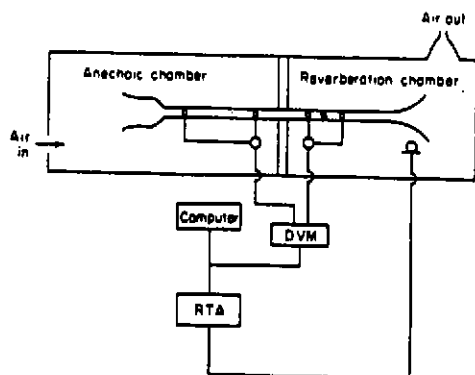 Air out
Anechoic chamber
Reverberation chamber
Air
in
Computer
DVM
RTA